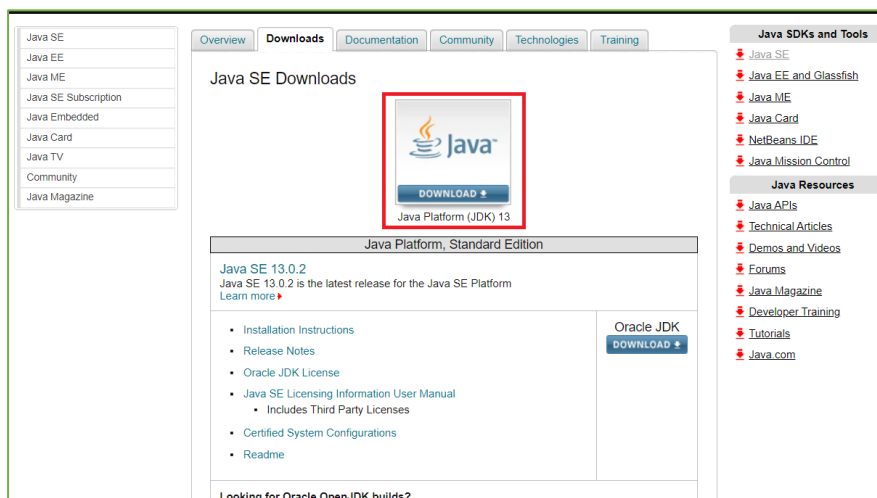 Java SE
Java EE
Java ME
Java SE Subscription
Java Embedded
Java Card
Java TV
Community
Java Magazine
Overview Downloads Documentation Community Technologies Training
Java SE Downloads
Java™
DOWNLOAD
Java Platform (JDK) 13
Java Platform, Standard Edition
Java SE 13.0.2
Java SE 13.0.2 is the latest release for the Java SE Platform
Learn more
Installation Instructions
Release Notes
Oracle JDK License
Java SE Licensing Information User Manual
Includes Third Party Licenses
Certified System Configurations
Readme
Oracle JDK
DOWNLOAD
Looking for Oracle OpenJDK builds?
Java SDKs and Tools
Java SE
Java EE and Glassfish
Java ME
Java Card
NetBeans IDE
Java Mission Control
Java Resources
Java APIs
Technical Articles
Demos and Videos
Forums
Java Magazine
Developer Training
Tutorials
Java.com